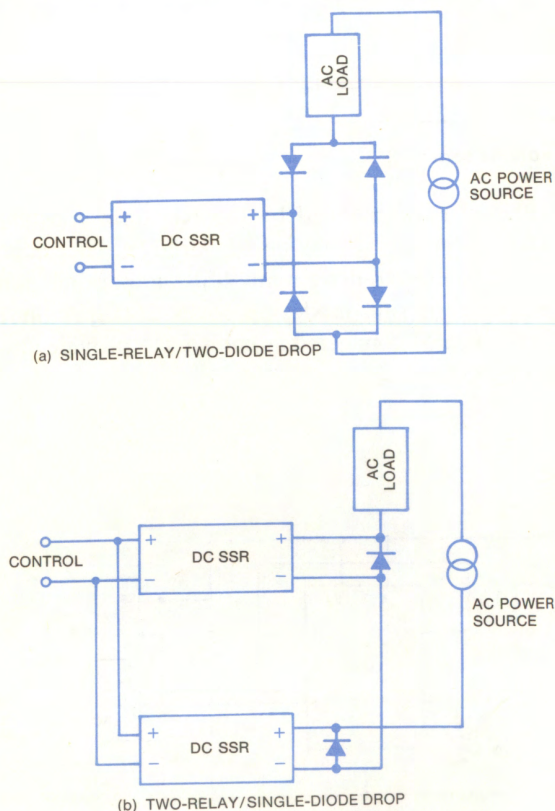 AC
LOAD
AC POWER
SOURCE
+
-
CONTROL
DC SSR
+
-
(a) SINGLE-RELAY/TWO-DIODE DROP
AC
LOAD
AC POWER
SOURCE
CONTROL
+
-
DC SSR
+
-
+
-
DC SSR
+
-
(b) TWO-RELAY/SINGLE-DIODE DROP